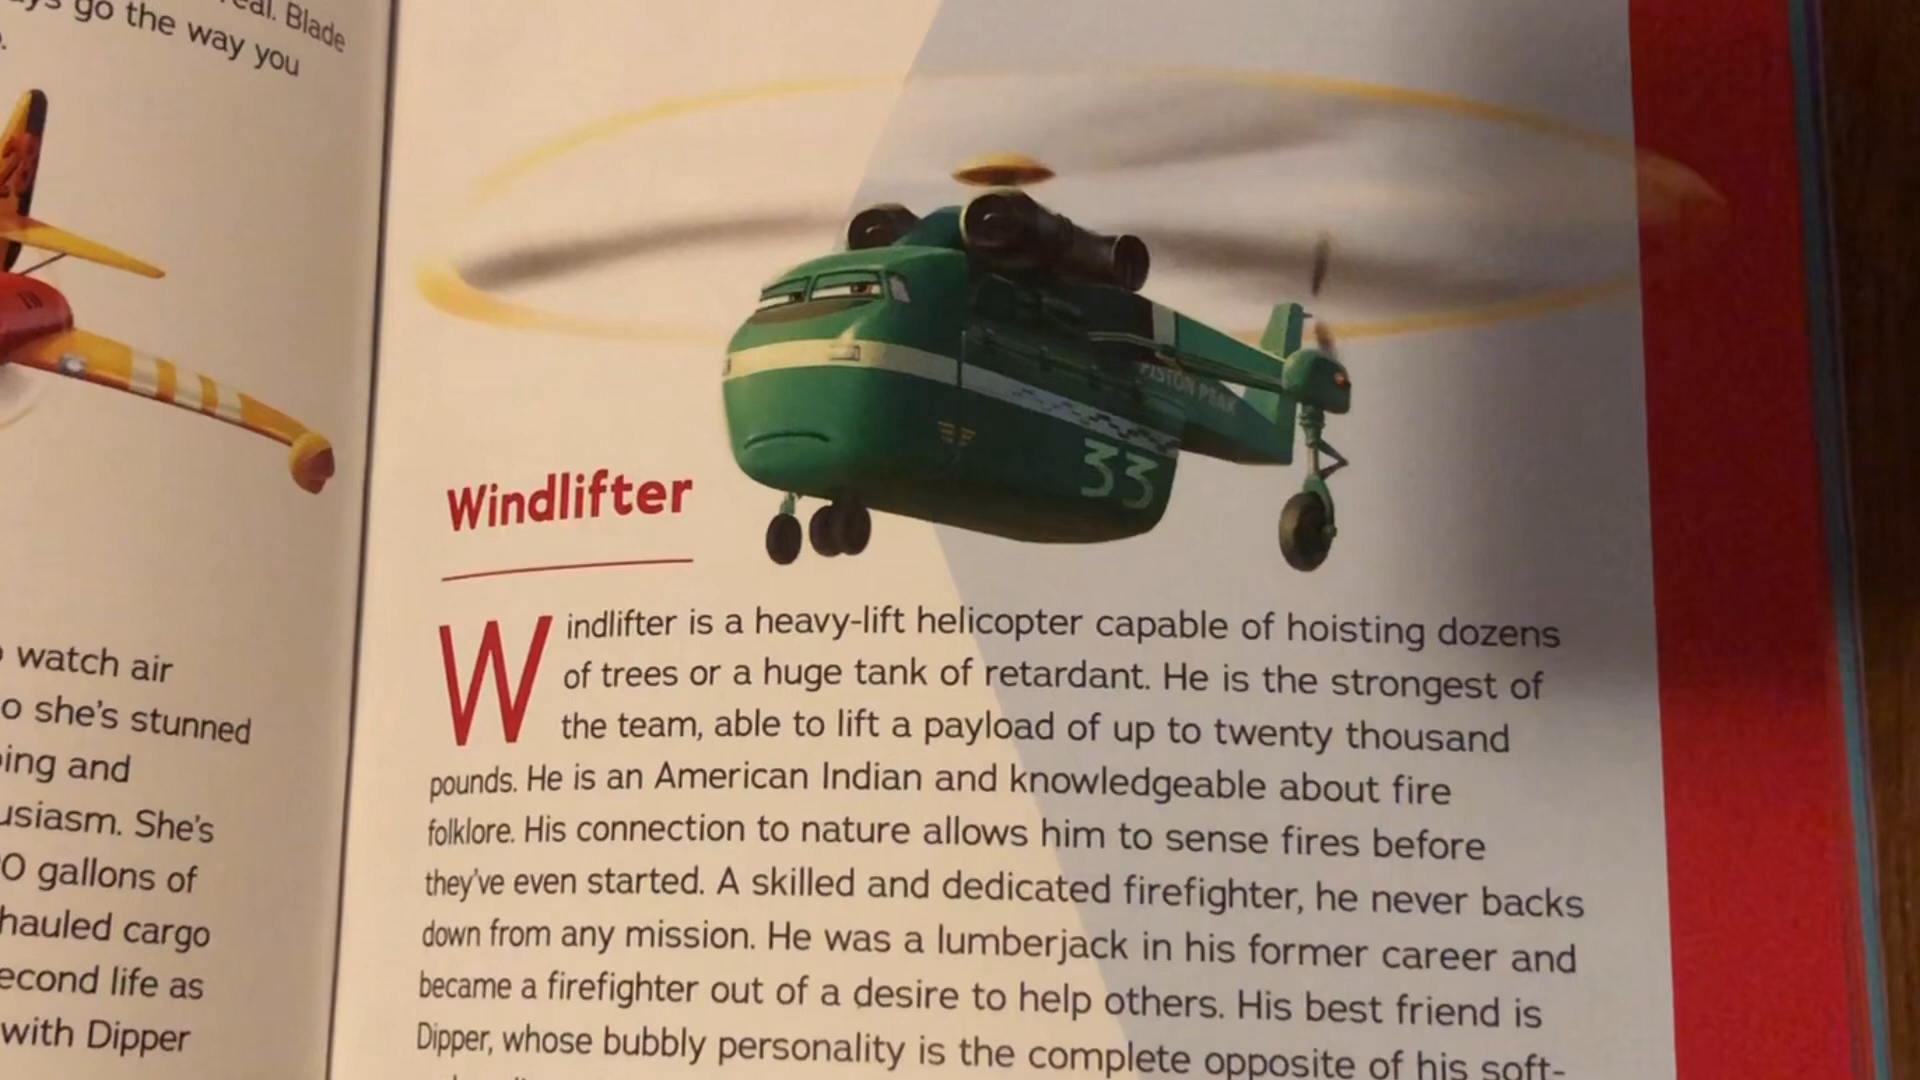 eal. Blade
go the way you
watch air
o she's stunned
ing and
usiasm. She's
0 gallons of
hauled cargo
econd life as
with Dipper
PISTON PEAK
33
Windlifter
Windlifter is a heavy-lift helicopter capable of hoisting dozens
of trees or a huge tank of retardant. He is the strongest of
the team, able to lift a payload of up to twenty thousand
pounds. He is an American Indian and knowledgeable about fire
folklore. His connection to nature allows him to sense fires before
they've even started. A skilled and dedicated firefighter, he never backs
down from any mission. He was a lumberjack in his former career and
became a firefighter out of a desire to help others. His best friend is
Dipper, whose bubbly personality is the complete opposite of his soft-